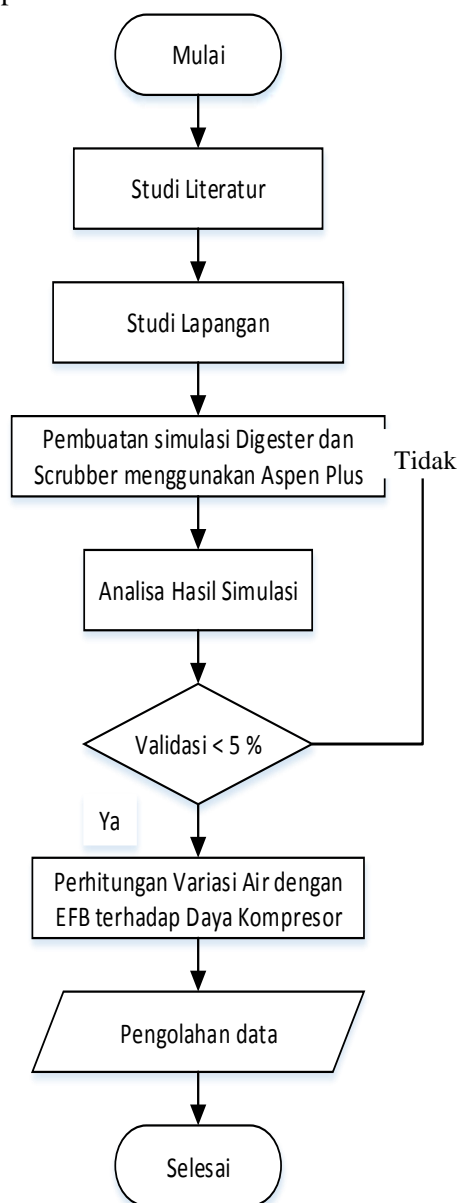 Mulai
Studi Literatur
Studi Lapangan
Pembuatan simulasi Digester dan
Scrubber menggunakan Aspen Plus
Tidak
Analisa Hasil Simulasi
Validasi < 5 %
Ya
Perhitungan Variasi Air dengan
EFB terhadap Daya Kompresor
Pengolahan data
Selesai